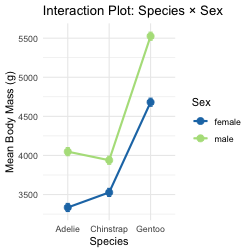 Interaction Plot: Species × Sex
Mean Body Mass (g)
5500
5000
4500
4000
3500
Adelie Chinstrap Gentoo
Species
Sex
female
male